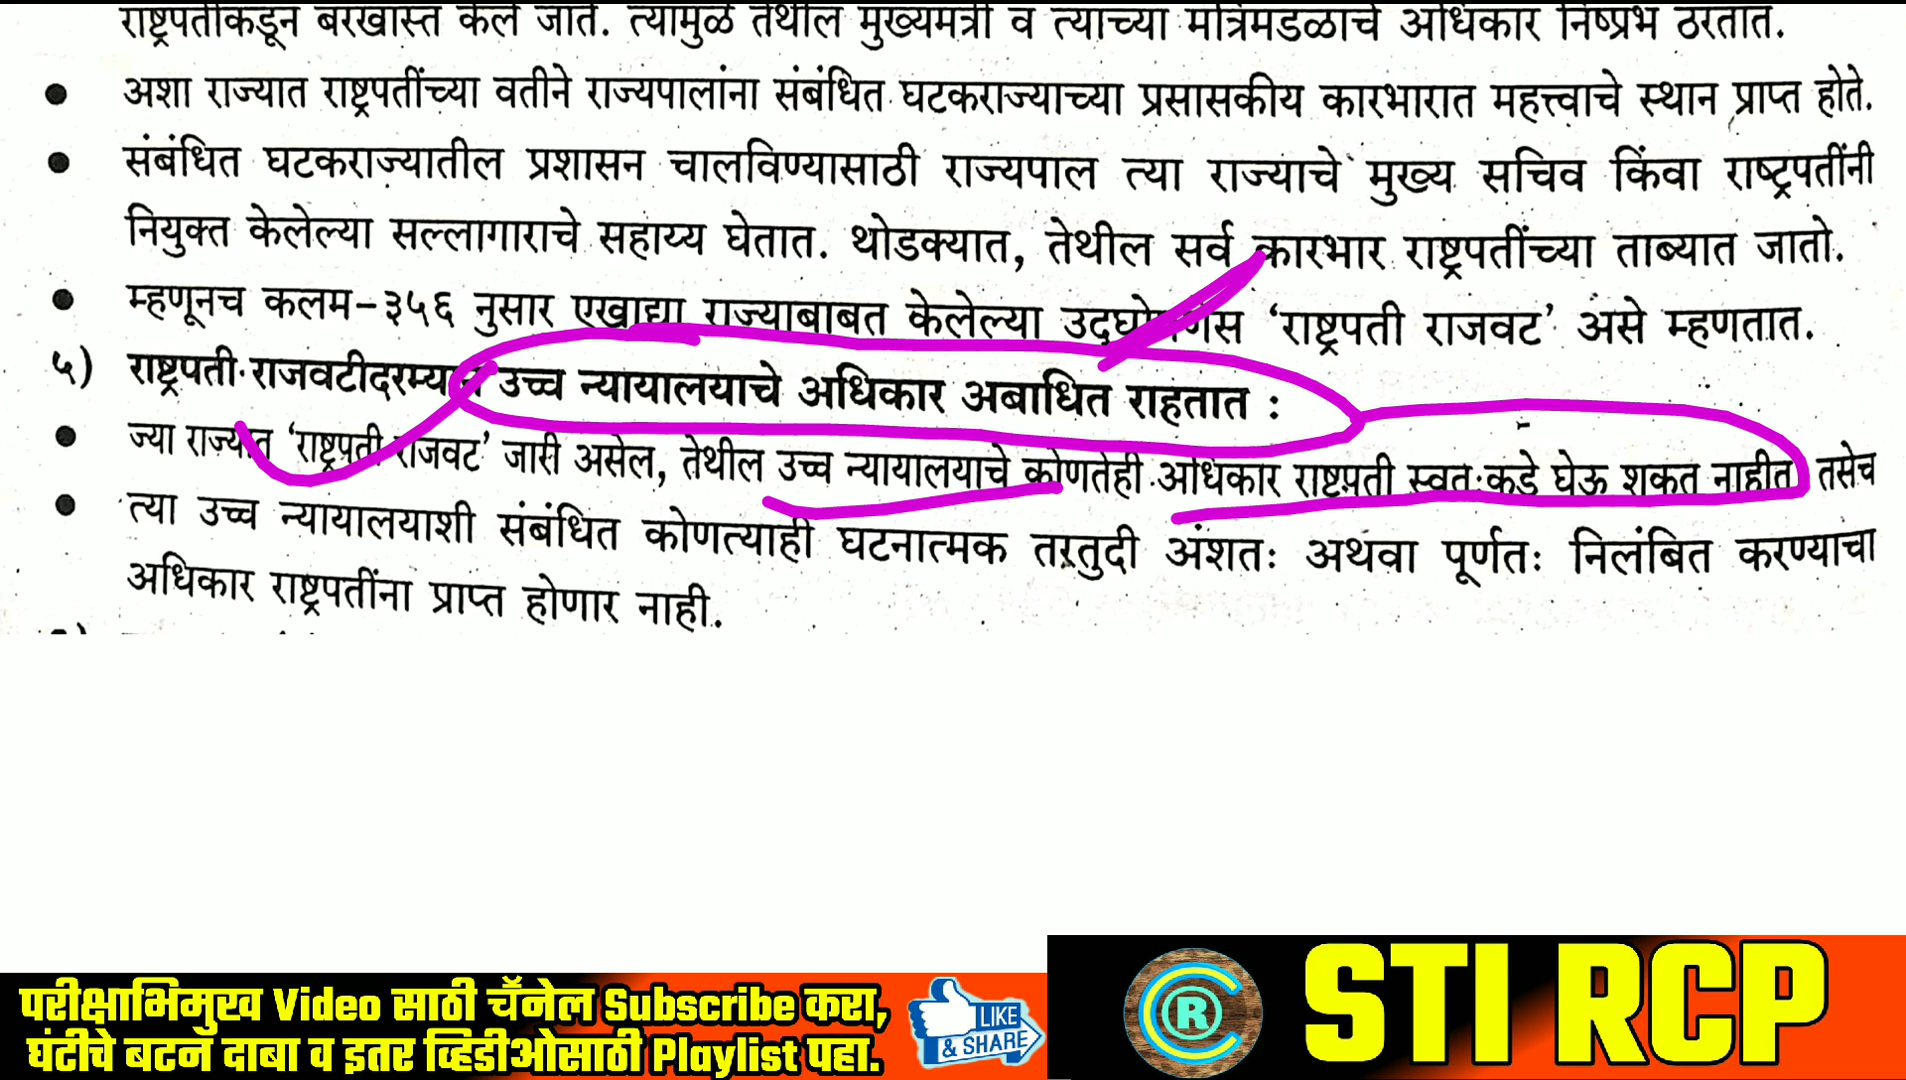 राष्ट्रपतींकडून बरखास्त केले जाते. त्यामुळे तेथील मुख्यमंत्री व त्यांच्या मंत्रिमंडळाचे अधिकार निष्प्रभ ठरतात.
● अशा राज्यात राष्ट्रपतींच्या वतीने राज्यपालांना संबंधित घटकराज्याच्या प्रसासकीय कारभारात महत्त्वाचे स्थान प्राप्त होते.
● संबंधित घटकराज्यातील प्रशासन चालविण्यासाठी राज्यपाल त्या राज्याचे मुख्य सचिव किंवा राष्ट्रपतींनी
नियुक्त केलेल्या सल्लागाराचे सहाय्य घेतात. थोडक्यात, तेथील सर्व कारभार राष्ट्रपतींच्या ताब्यात जातो.
● म्हणूनच कलम-३५६ नुसार एखाद्या राज्याबाबत केलेल्या उद्घोषणेस ‘राष्ट्रपती राजवट’ असे म्हणतात.
५) राष्ट्रपती राजवटीदरम्यान उच्च न्यायालयाचे अधिकार अबाधित राहतात :
● ज्या राज्यात ‘राष्ट्रपती राजवट’ जारी असेल, तेथील उच्च न्यायालयाचे कोणतेही अधिकार राष्ट्रपती स्वतःकडे घेऊ शकत नाहीत तसेच
● त्या उच्च न्यायालयाशी संबंधित कोणत्याही घटनात्मक तरतुदी अंशतः अथवा पूर्णतः निलंबित करण्याचा
अधिकार राष्ट्रपतींना प्राप्त होणार नाही.
परीक्षाभिमुख Video साठी चॅनेल Subscribe करा,
घंटीचे बटन दाबा व इतर व्हिडीओसाठी Playlist पहा.
LIKE
& SHARE
R
STI RCP